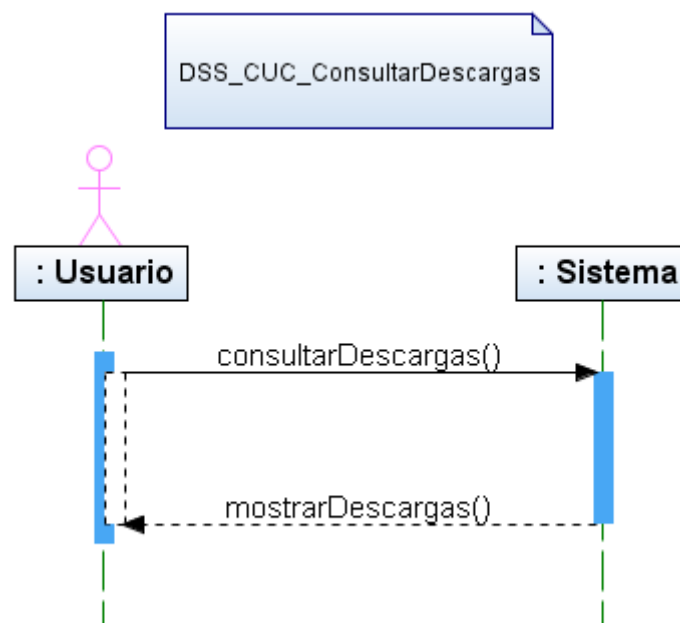 DSS_CUC_ConsultarDescargas
: Usuario
: Sistema
consultarDescargas()
mostrarDescargas()